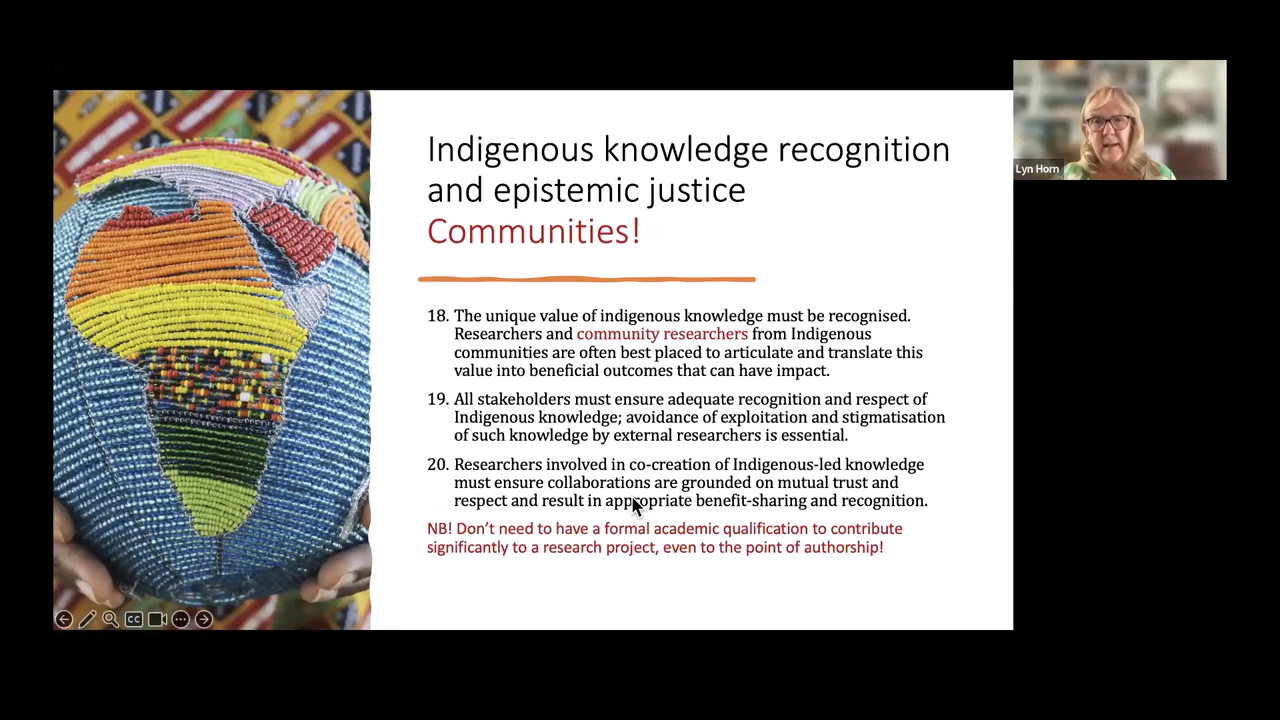 Indigenous knowledge recognition
and epistemic justice
Communities!
18. The unique value of indigenous knowledge must be recognised.
Researchers and community researchers from Indigenous
communities are often best placed to articulate and translate this
value into beneficial outcomes that can have impact.
19. All stakeholders must ensure adequate recognition and respect of
Indigenous knowledge; avoidance of exploitation and stigmatisation
of such knowledge by external researchers is essential.
20. Researchers involved in co-creation of Indigenous-led knowledge
must ensure collaborations are grounded on mutual trust and
respect and result in appropriate benefit-sharing and recognition.
NB! Don’t need to have a formal academic qualification to contribute
significantly to a research project, even to the point of authorship!
Lyn Horn
CC